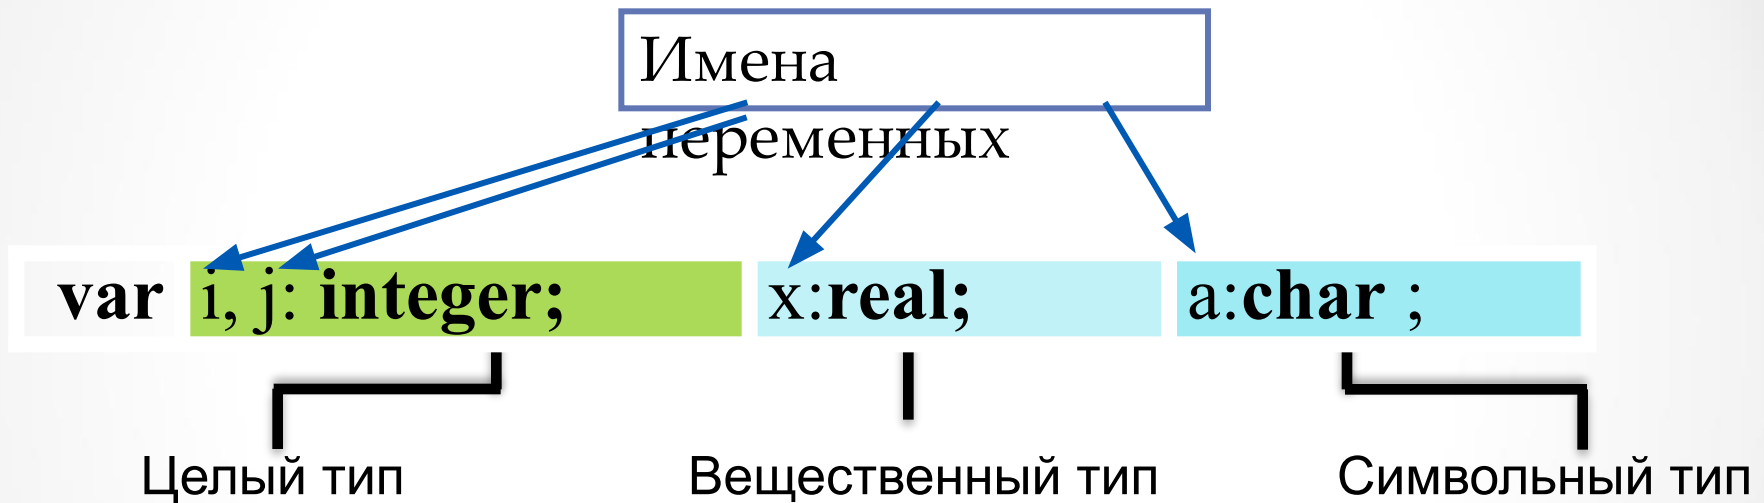 Имена
переменных
var i, j: integer; x:real; a:char ;
Целый тип Вещественный тип Символьный тип